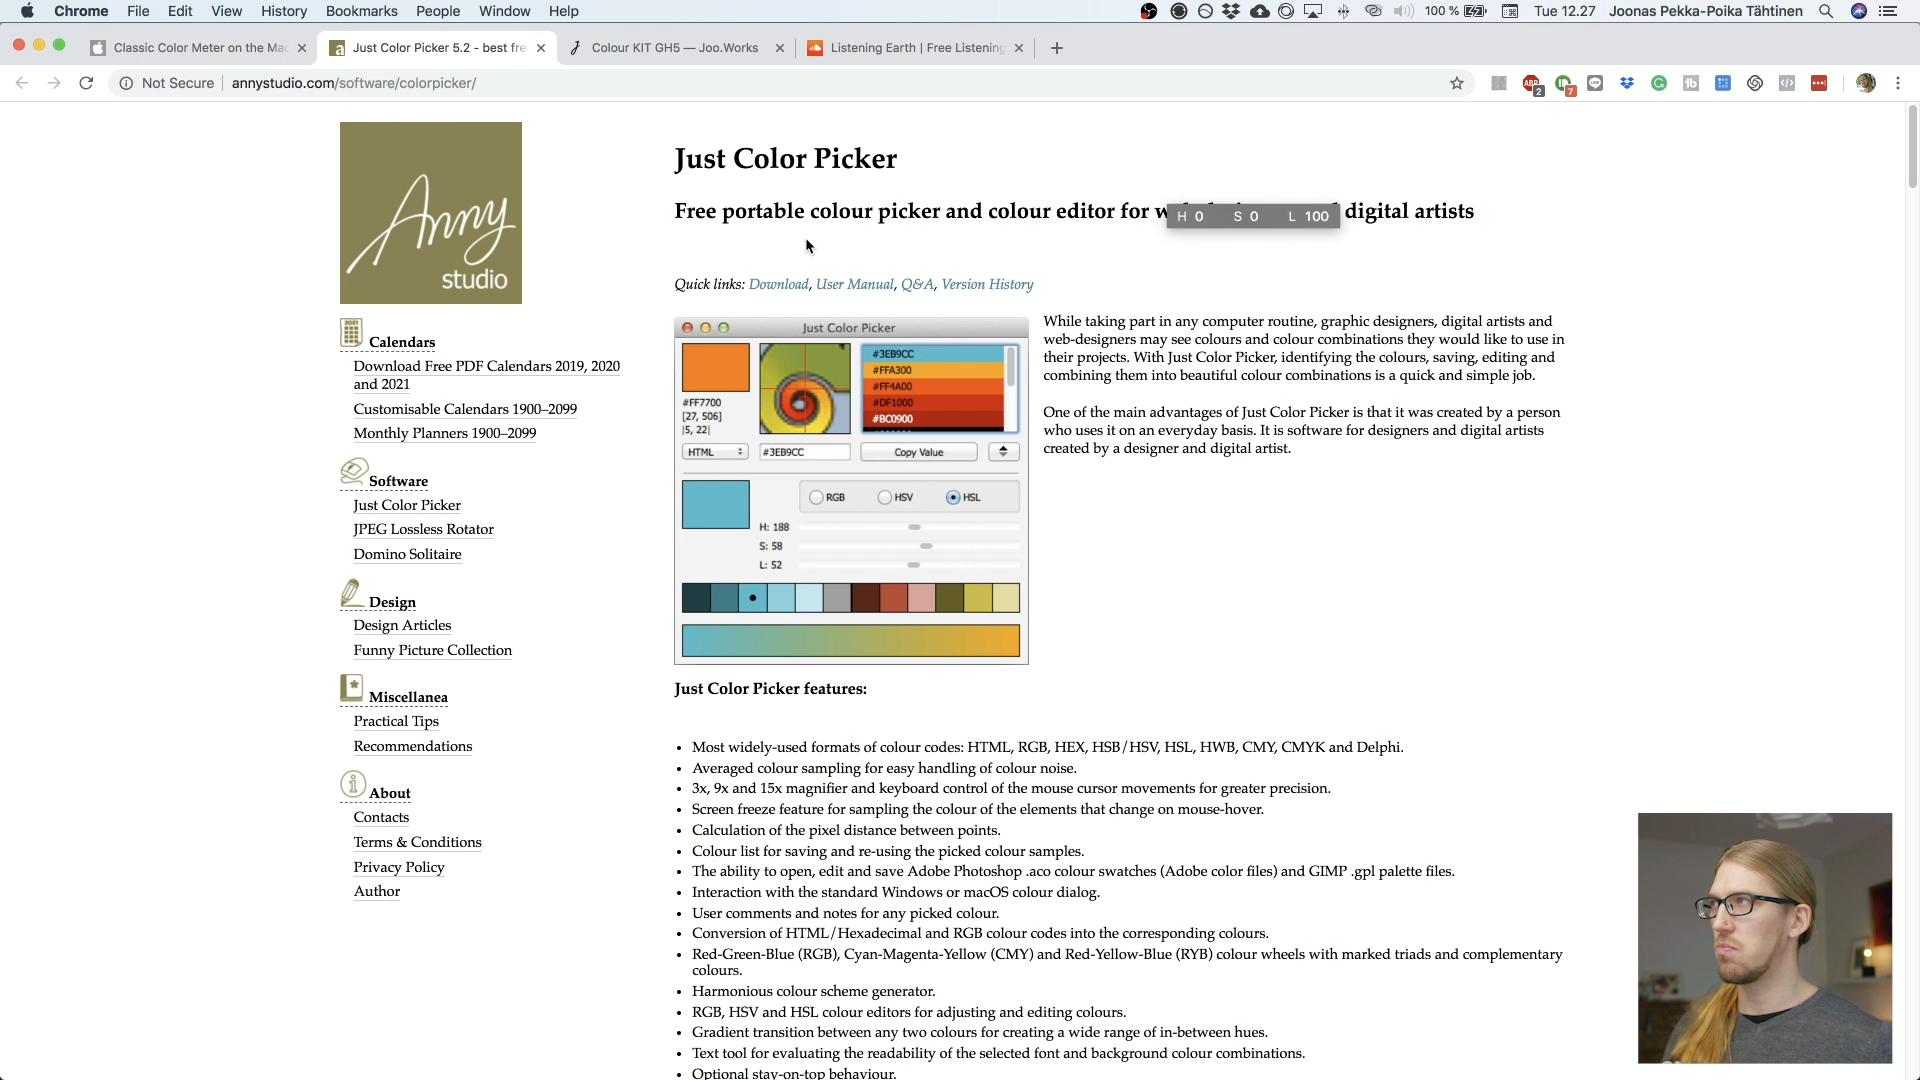 Chrome File Edit View History Bookmarks People Window Help 100 % Tue 12.27 Joonas Pekka-Poika Tähtinen
Classic Color Meter on the Mac Just Color Picker 5.2 - best fre Colour KIT GH5 — Joo.Works Listening Earth | Free Listening
Not Secure annystudio.com/software/colorpicker/ ABP 2 7
Anny
studio
Just Color Picker
Free portable colour picker and colour editor for digital artists
H 0 S 0 L 100
Quick links: Download, User Manual, Q&A, Version History
2021
Calendars
Download Free PDF Calendars 2019, 2020
and 2021
Customisable Calendars 1900–2099
Monthly Planners 1900–2099
Software
Just Color Picker
JPEG Lossless Rotator
Domino Solitaire
Design
Design Articles
Funny Picture Collection
Miscellanea
Practical Tips
Recommendations
About
Contacts
Terms & Conditions
Privacy Policy
Author
Just Color Picker
#FF7700
[27, 506]
|5, 22|
#3EB9CC
#FFA300
#FF4A00
#DF1000
#BC0900
HTML #3EB9CC Copy Value
RGB HSV HSL
H: 188
S: 58
L: 52
While taking part in any computer routine, graphic designers, digital artists and
web-designers may see colours and colour combinations they would like to use in
their projects. With Just Color Picker, identifying the colours, saving, editing and
combining them into beautiful colour combinations is a quick and simple job.
One of the main advantages of Just Color Picker is that it was created by a person
who uses it on an everyday basis. It is software for designers and digital artists
created by a designer and digital artist.
Just Color Picker features:
• Most widely-used formats of colour codes: HTML, RGB, HEX, HSB/HSV, HSL, HWB, CMY, CMYK and Delphi.
• Averaged colour sampling for easy handling of colour noise.
• 3x, 9x and 15x magnifier and keyboard control of the mouse cursor movements for greater precision.
• Screen freeze feature for sampling the colour of the elements that change on mouse-hover.
• Calculation of the pixel distance between points.
• Colour list for saving and re-using the picked colour samples.
• The ability to open, edit and save Adobe Photoshop .aco colour swatches (Adobe color files) and GIMP .gpl palette files.
• Interaction with the standard Windows or macOS colour dialog.
• User comments and notes for any picked colour.
• Conversion of HTML/Hexadecimal and RGB colour codes into the corresponding colours.
• Red-Green-Blue (RGB), Cyan-Magenta-Yellow (CMY) and Red-Yellow-Blue (RYB) colour wheels with marked triads and complementary
colours.
• Harmonious colour scheme generator.
• RGB, HSV and HSL colour editors for adjusting and editing colours.
• Gradient transition between any two colours for creating a wide range of in-between hues.
• Text tool for evaluating the readability of the selected font and background colour combinations.
• Optional stay-on-top behaviour.